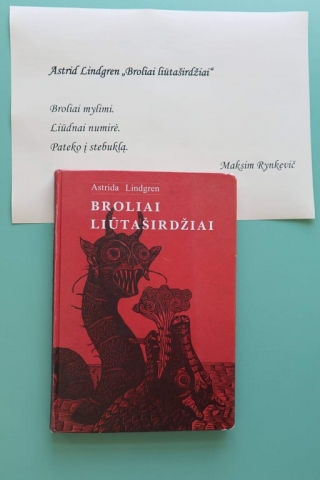 Astrid Lindgren „Broliai liūtaširdžiai“
Broliai mylimi.
Liūdnai numirė.
Pateko į stebuklą.
Maksim Rynkevič
Astrida Lindgren
BROLIAI
LIŪTAŠIRDŽIAI